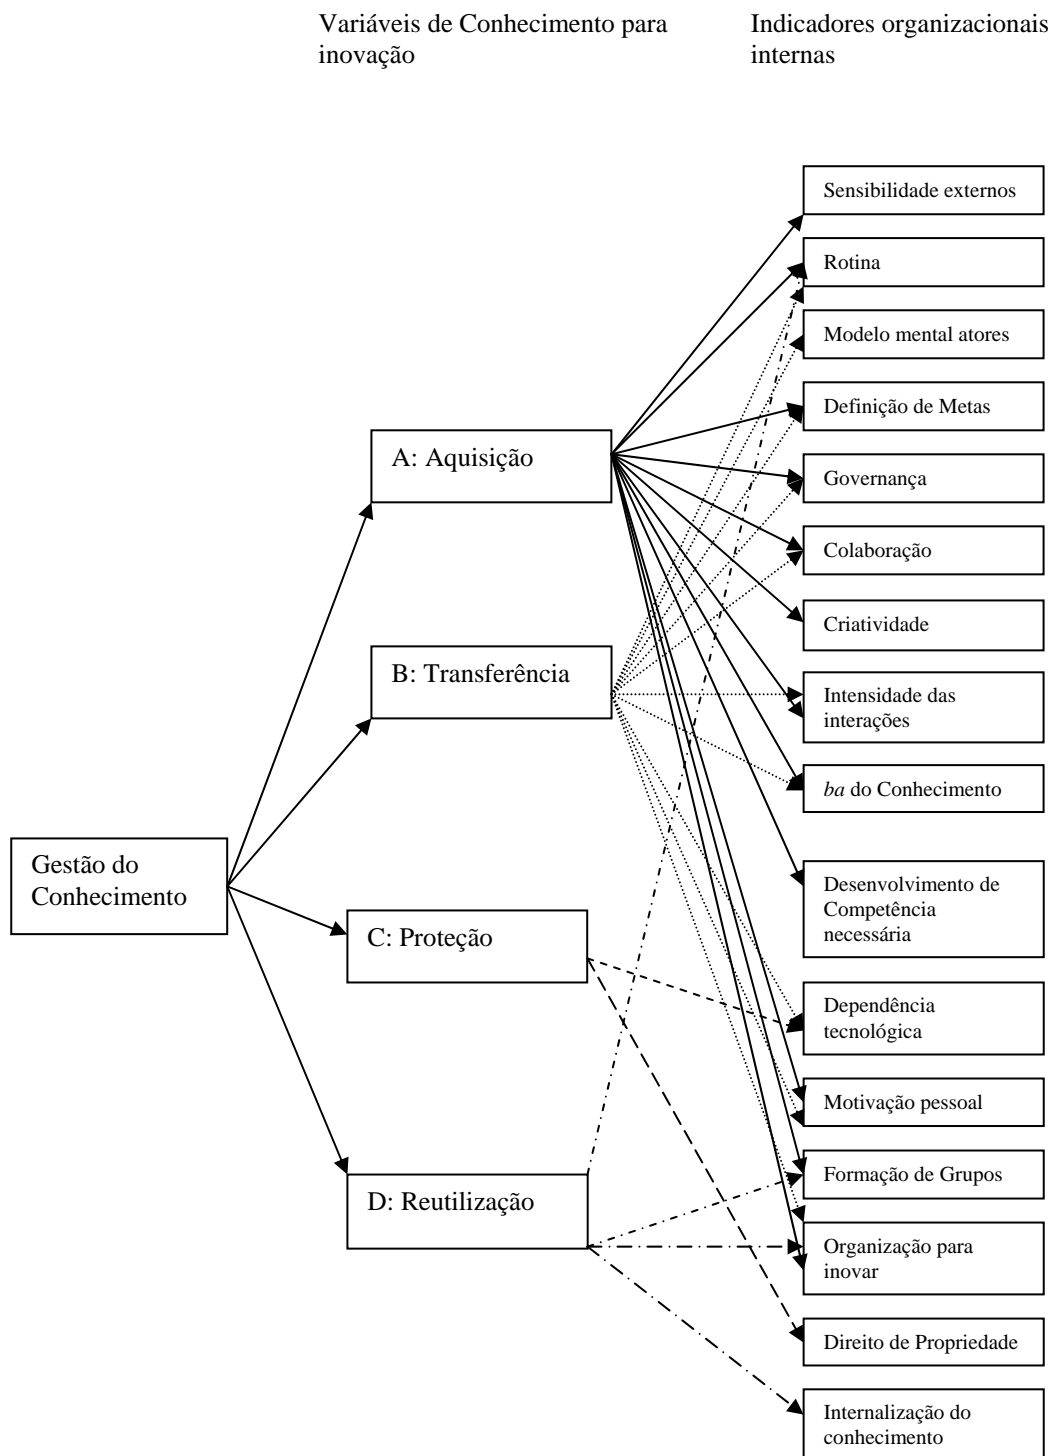 Variáveis de Conhecimento para
inovação
Indicadores organizacionais
internas
Sensibilidade externos
Rotina
Modelo mental atores
Definição de Metas
A: Aquisição
Governança
Colaboração
Criatividade
B: Transferência
Intensidade das
interações
ba do Conhecimento
Gestão do
Conhecimento
Desenvolvimento de
Competência
necessária
C: Proteção
Dependência
tecnológica
Motivação pessoal
Formação de Grupos
D: Reutilização
Organização para
inovar
Direito de Propriedade
Internalização do
conhecimento